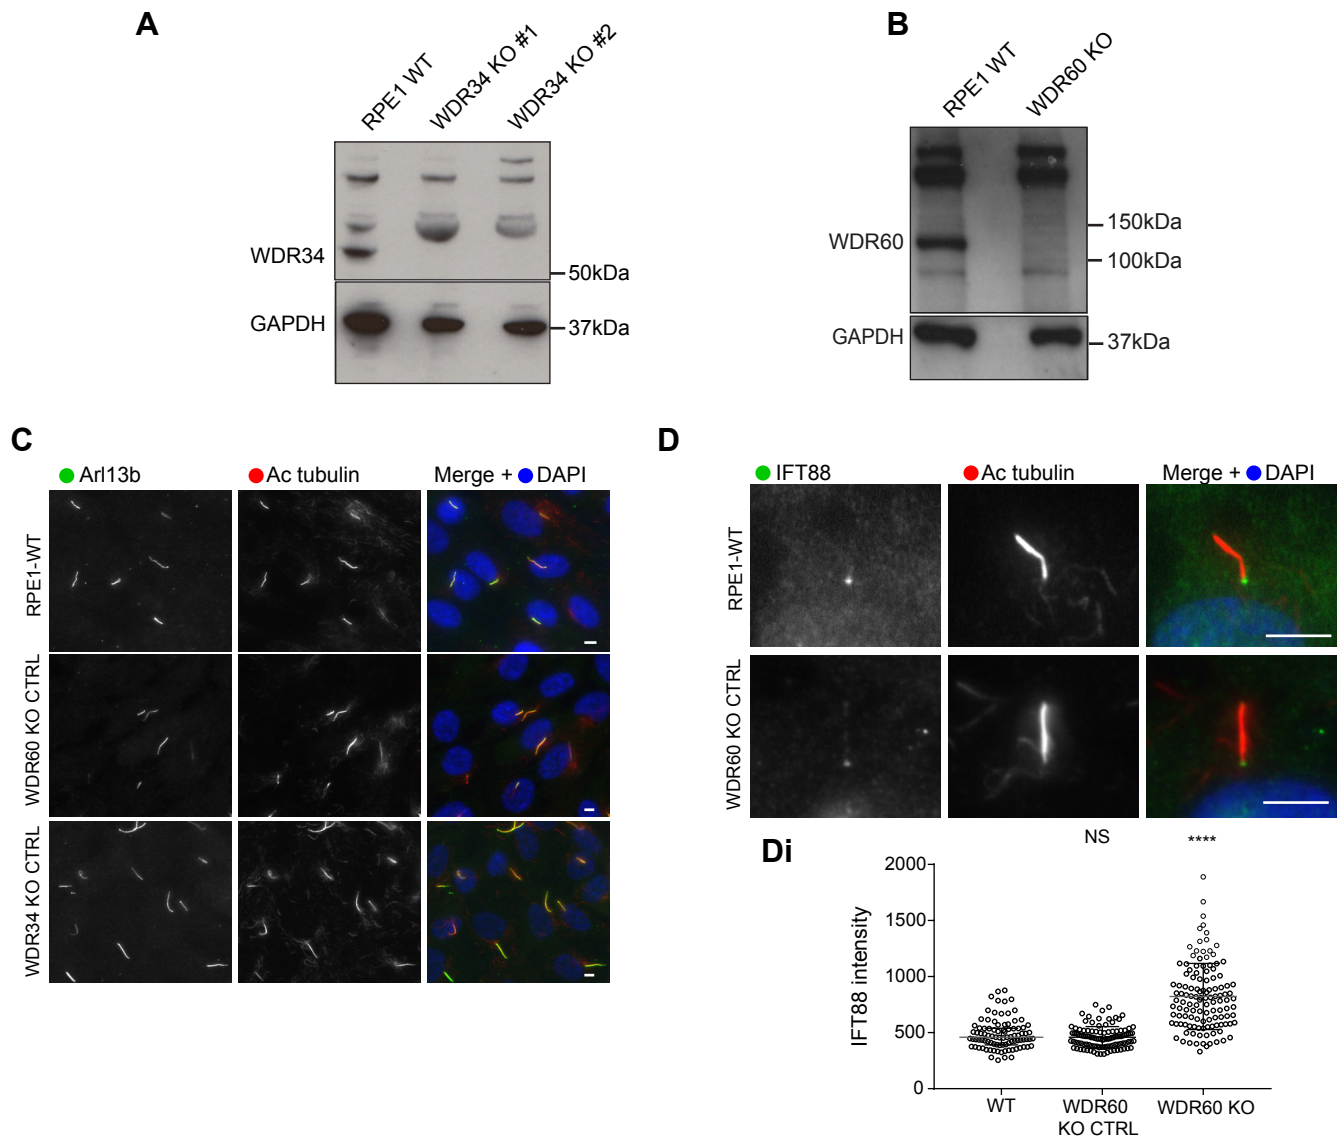 A
RPE1 WT
WDR34 KO #1
WDR34 KO #2
WDR34
50kDa
GAPDH
37kDa
B
RPE1 WT
WDR60 KO
WDR60
150kDa
100kDa
GAPDH
37kDa
C
Arl13b
Ac tubulin
Merge + DAPI
RPE1-WT
WDR60 KO CTRL
WDR34 KO CTRL
D
IFT88
Ac tubulin
Merge + DAPI
RPE1-WT
WDR60 KO CTRL
Di
NS
****
IFT88 intensity
2000
1500
1000
500
0
WT
WDR60
KO CTRL
WDR60 KO